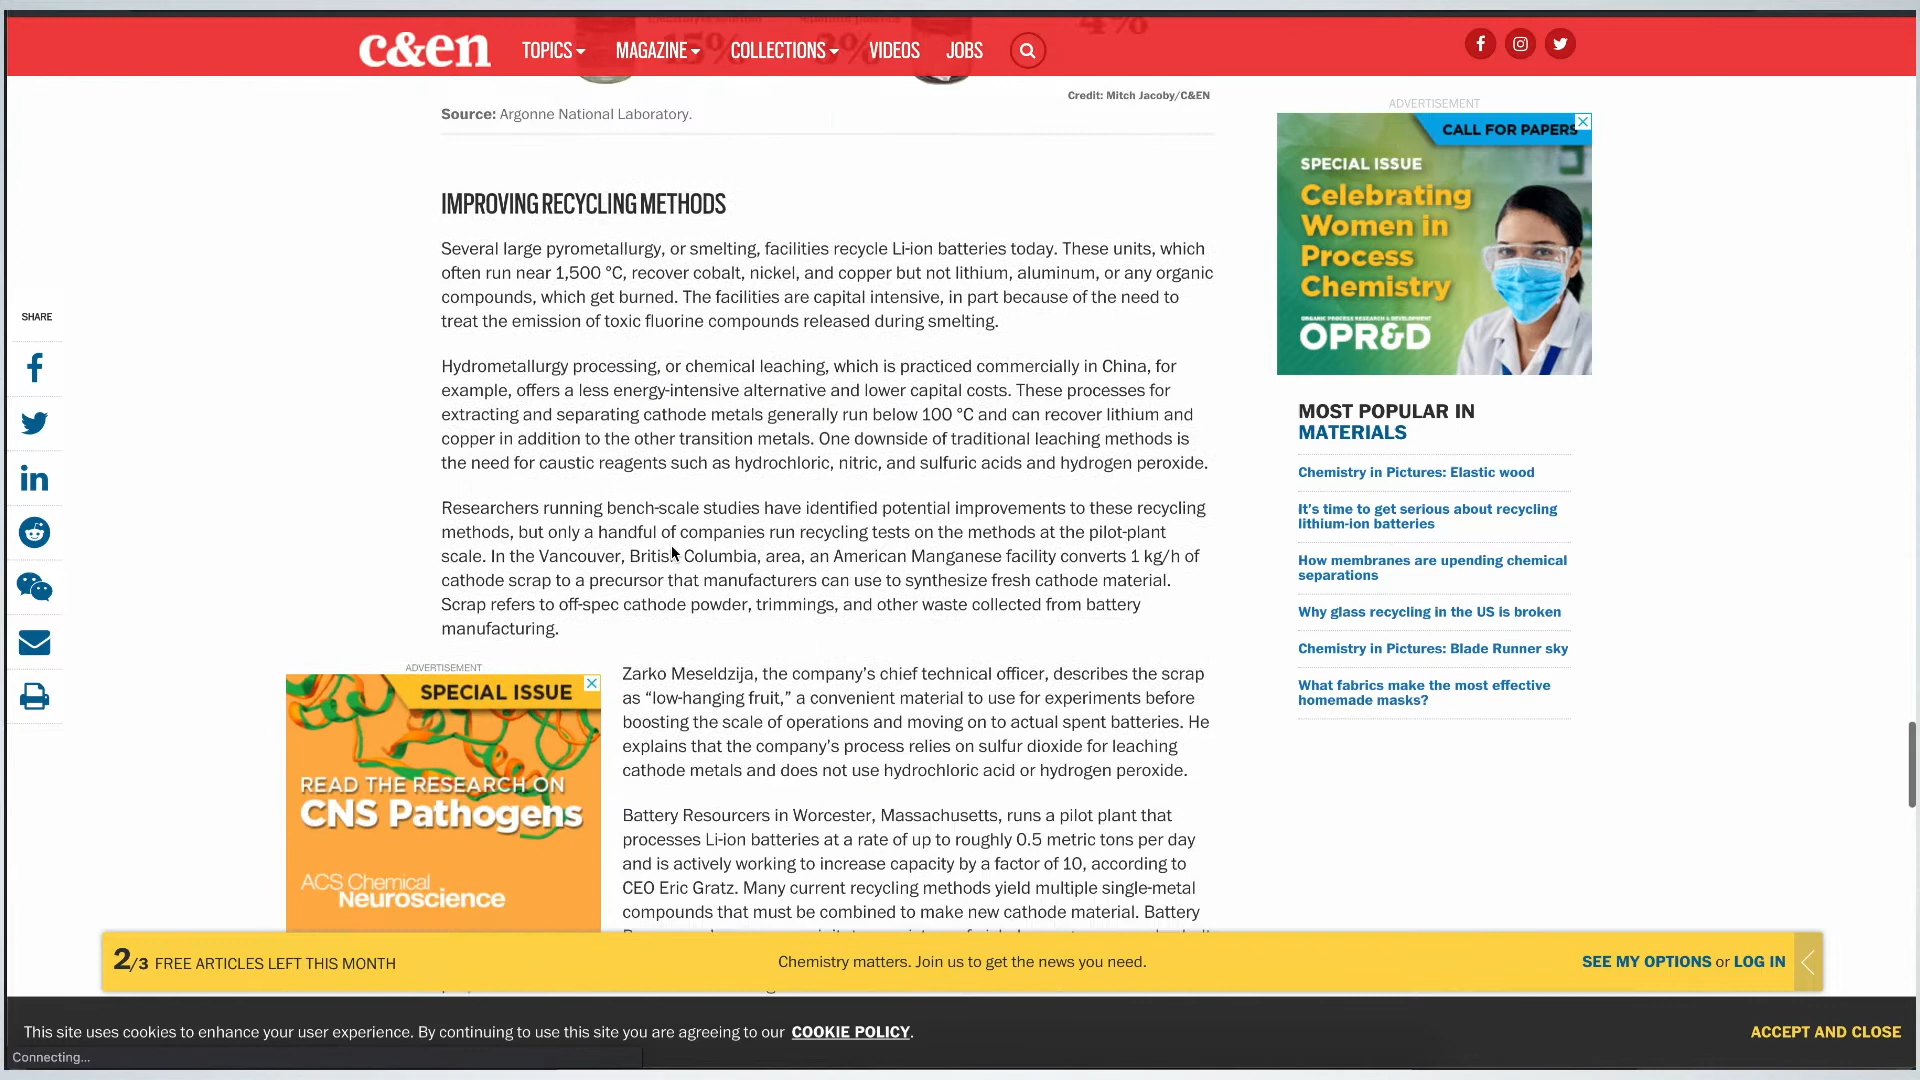 c&en
TOPICS
MAGAZINE
COLLECTIONS
VIDEOS
JOBS
15%
3%
4%
Credit: Mitch Jacoby/C&EN
Source: Argonne National Laboratory.
IMPROVING RECYCLING METHODS
Several large pyrometallurgy, or smelting, facilities recycle Li-ion batteries today. These units, which
often run near 1,500 °C, recover cobalt, nickel, and copper but not lithium, aluminum, or any organic
compounds, which get burned. The facilities are capital intensive, in part because of the need to
treat the emission of toxic fluorine compounds released during smelting.
Hydrometallurgy processing, or chemical leaching, which is practiced commercially in China, for
example, offers a less energy-intensive alternative and lower capital costs. These processes for
extracting and separating cathode metals generally run below 100 °C and can recover lithium and
copper in addition to the other transition metals. One downside of traditional leaching methods is
the need for caustic reagents such as hydrochloric, nitric, and sulfuric acids and hydrogen peroxide.
Researchers running bench-scale studies have identified potential improvements to these recycling
methods, but only a handful of companies run recycling tests on the methods at the pilot-plant
scale. In the Vancouver, British Columbia, area, an American Manganese facility converts 1 kg/h of
cathode scrap to a precursor that manufacturers can use to synthesize fresh cathode material.
Scrap refers to off-spec cathode powder, trimmings, and other waste collected from battery
manufacturing.
Zarko Meseldzija, the company's chief technical officer, describes the scrap
as “low-hanging fruit,” a convenient material to use for experiments before
boosting the scale of operations and moving on to actual spent batteries. He
explains that the company's process relies on sulfur dioxide for leaching
cathode metals and does not use hydrochloric acid or hydrogen peroxide.
Battery Resourcers in Worcester, Massachusetts, runs a pilot plant that
processes Li-ion batteries at a rate of up to roughly 0.5 metric tons per day
and is actively working to increase capacity by a factor of 10, according to
CEO Eric Gratz. Many current recycling methods yield multiple single-metal
compounds that must be combined to make new cathode material. Battery
SHARE
ADVERTISEMENT
SPECIAL ISSUE
READ THE RESEARCH ON
CNS Pathogens
ACS Chemical
Neuroscience
ADVERTISEMENT
CALL FOR PAPERS
SPECIAL ISSUE
Celebrating
Women in
Process
Chemistry
ORGANIC PROCESS RESEARCH & DEVELOPMENT
OPR&D
MOST POPULAR IN
MATERIALS
Chemistry in Pictures: Elastic wood
It's time to get serious about recycling
lithium-ion batteries
How membranes are upending chemical
separations
Why glass recycling in the US is broken
Chemistry in Pictures: Blade Runner sky
What fabrics make the most effective
homemade masks?
2/3 FREE ARTICLES LEFT THIS MONTH
Chemistry matters. Join us to get the news you need.
SEE MY OPTIONS or LOG IN
This site uses cookies to enhance your user experience. By continuing to use this site you are agreeing to our COOKIE POLICY.
ACCEPT AND CLOSE
Connecting...